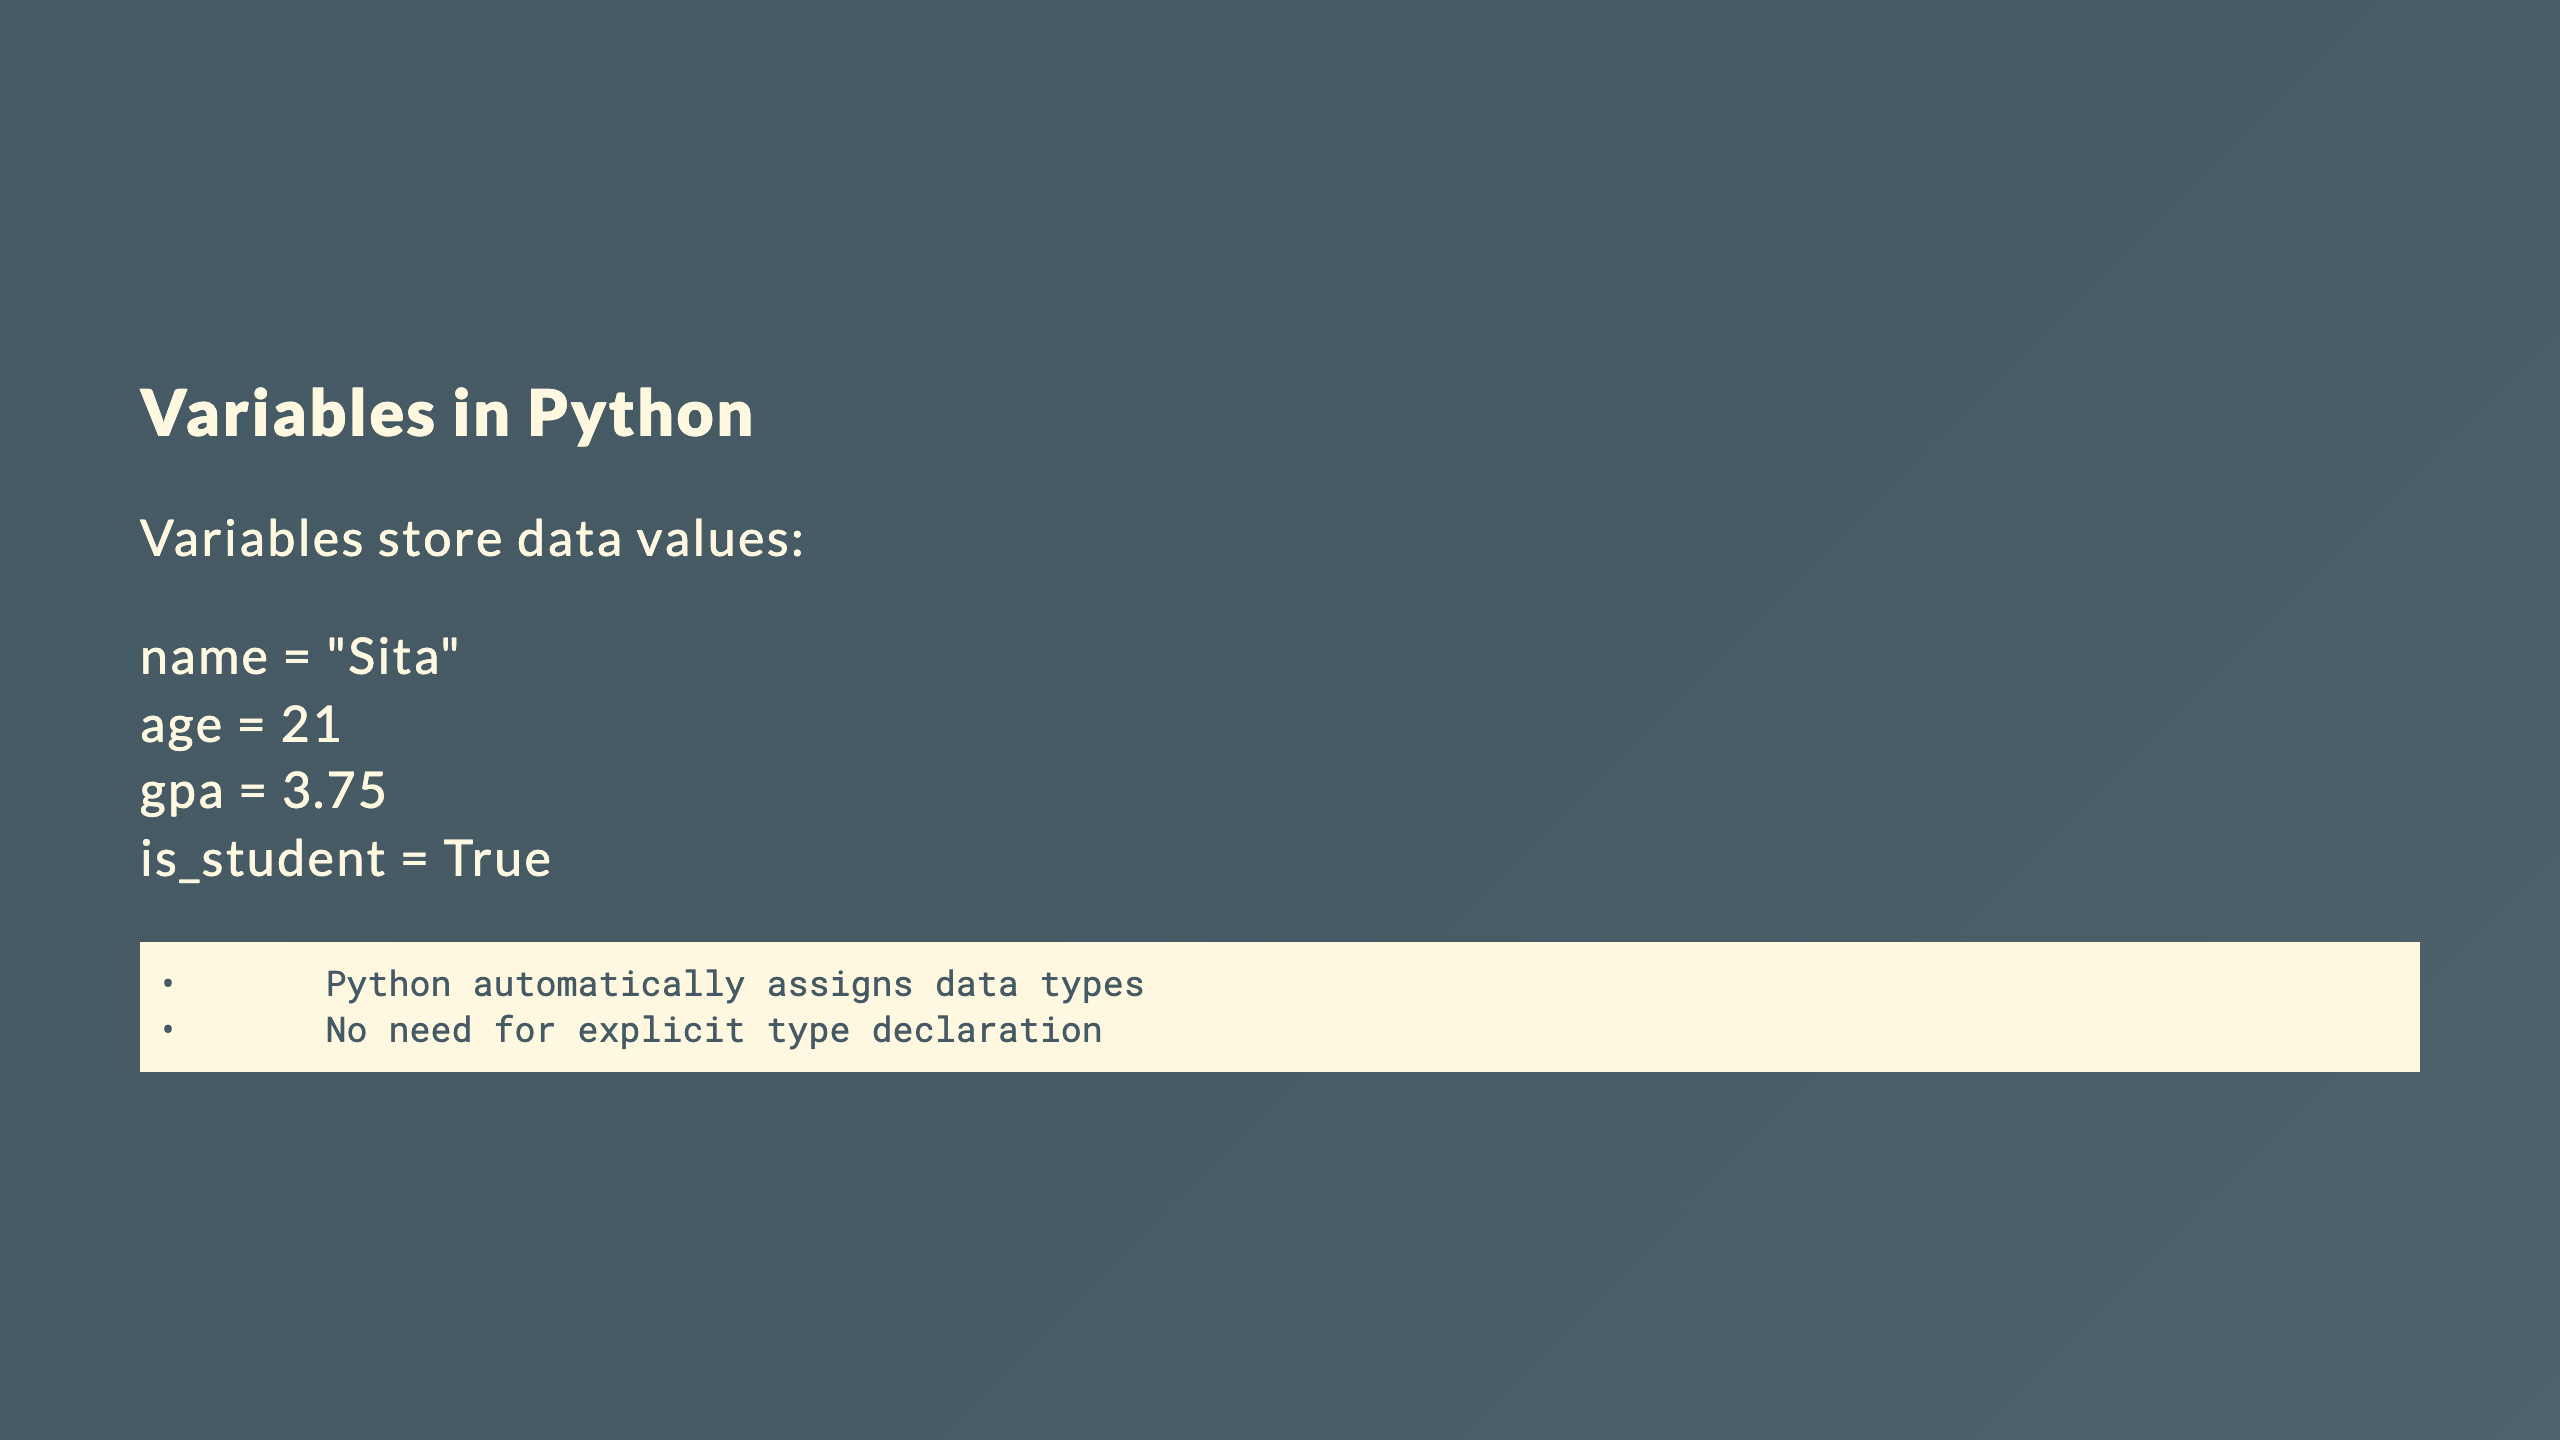 Variables in Python
Variables store data values:
name = "Sita"
age = 21
gpa = 3.75
is_student = True
• Python automatically assigns data types
• No need for explicit type declaration